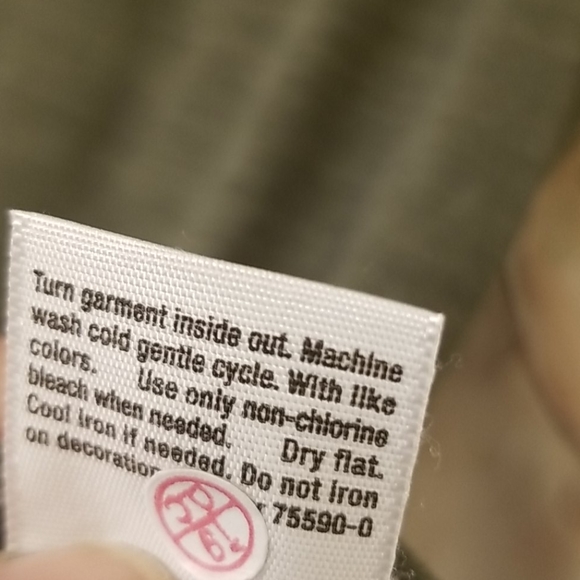 Turn garment inside out. Machine
wash cold gentle cycle. With like
colors. Use only non-chlorine
bleach when needed. Dry flat.
Cool iron if needed. Do not iron
on decoration 75590-0